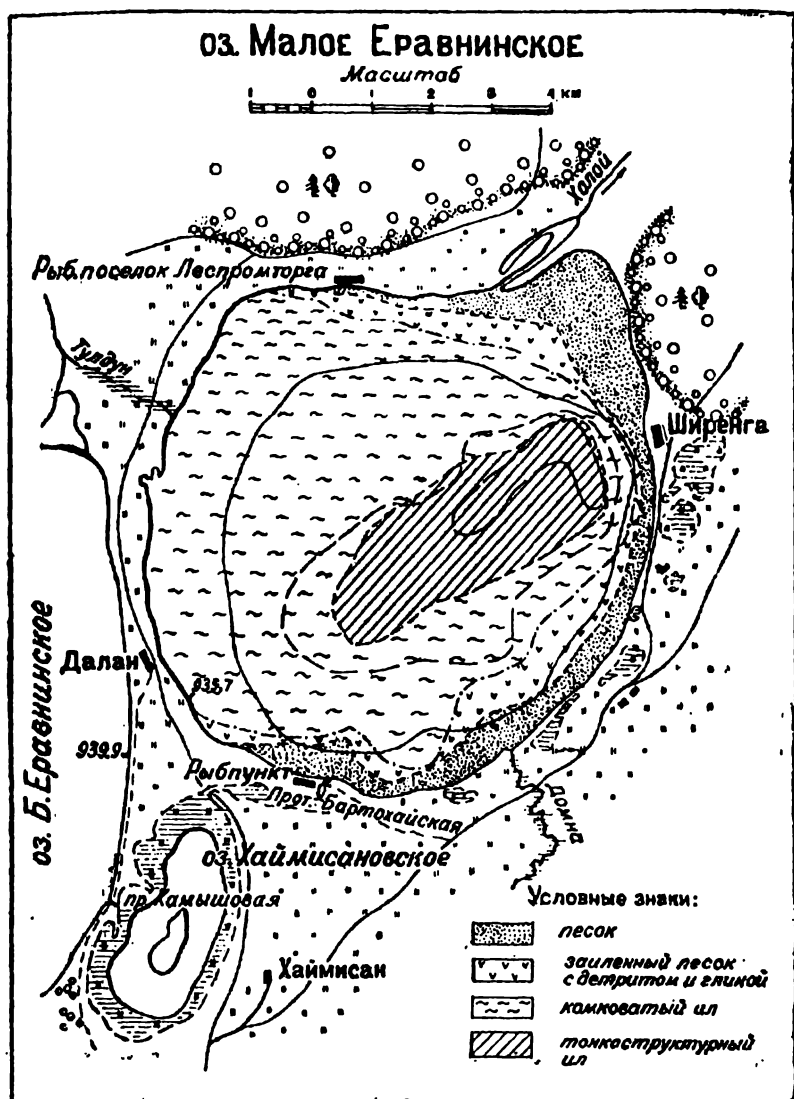 оз. Малое Еравнинское
Масштаб
1 0 1 2 3 4 км
Халой
Рыб. поселок Леспромторга
Гулдун
Ширенга
Далан
935,7
939,9
оз. Б. Еравнинское
Рыбпункт
Прот. Бартохайская
Домна
оз. Хаймисановское
пр. Камышовая
Хаймисан
Условные знаки:
песок
заиленный песок
с детритом и глиной
комковатый ил
тонкоструктурный
ил